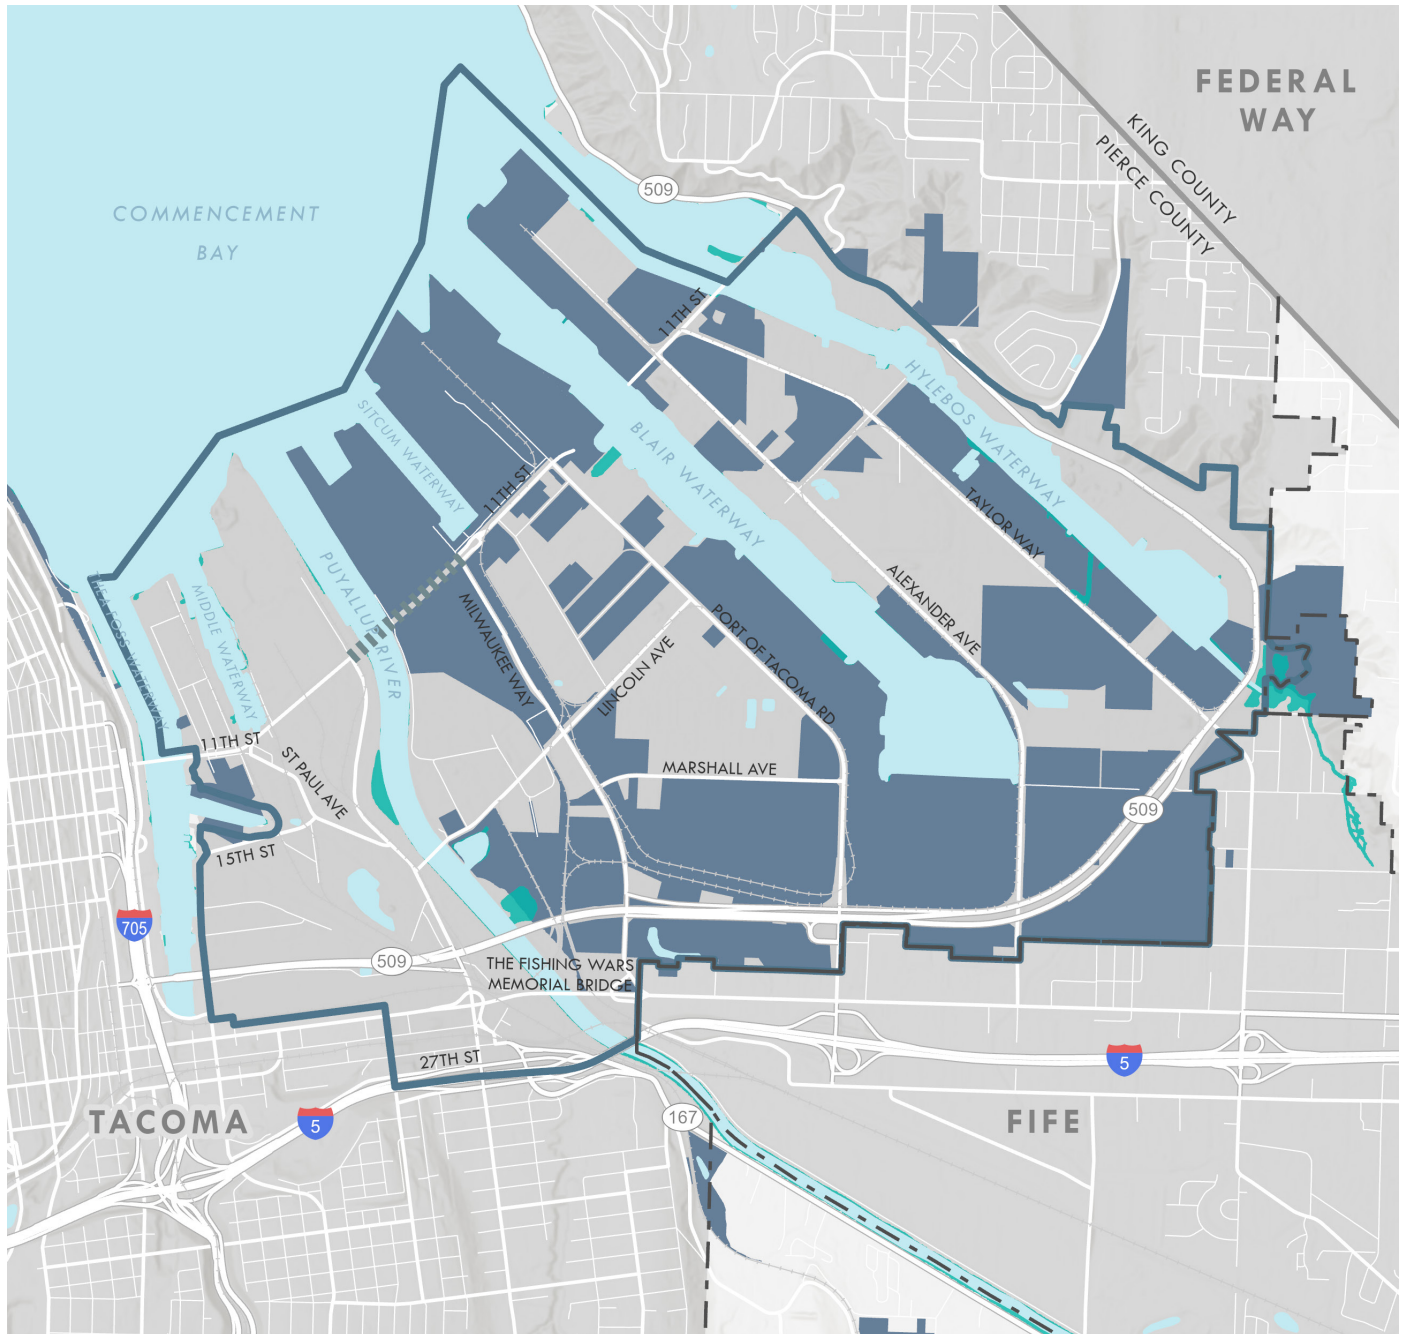 FEDERAL
WAY
KING COUNTY
PIERCE COUNTY
509
COMMENCEMENT
BAY
11TH ST
HYLEBOS WATERWAY
SITCUM WATERWAY
BLAIR WATERWAY
11TH ST
TAYLOR WAY
PUYALLUP RIVER
THEA FOSS WATERWAY
MIDDLE WATERWAY
MILWAUKEE WAY
ALEXANDER AVE
PORT OF TACOMA RD
LINCOLN AVE
11TH ST
ST PAUL AVE
MARSHALL AVE
509
15TH ST
705
509
THE FISHING WARS
MEMORIAL BRIDGE
27TH ST
5
TACOMA
5
167
FIFE